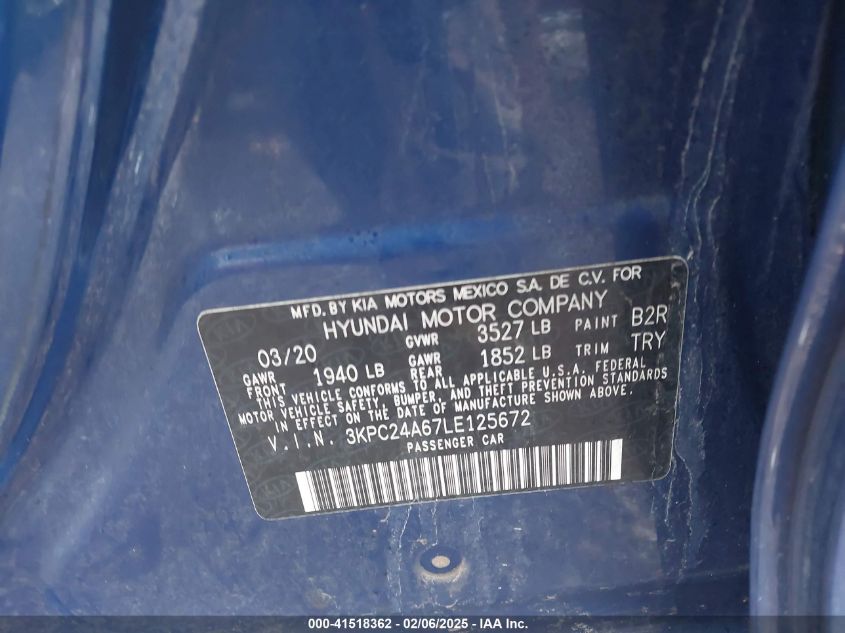 MFD. BY KIA MOTORS MEXICO S.A. DE C.V. FOR
HYUNDAI MOTOR COMPANY
03/20 GVWR 3527 LB PAINT B2R
GAWR FRONT 1940 LB GAWR REAR 1852 LB TRIM TRY
THIS VEHICLE CONFORMS TO ALL APPLICABLE U.S.A. FEDERAL
MOTOR VEHICLE SAFETY, BUMPER, AND THEFT PREVENTION STANDARDS
IN EFFECT ON THE DATE OF MANUFACTURE SHOWN ABOVE.
V.I.N. 3KPC24A67LE125672
PASSENGER CAR
000-41518362 - 02/06/2025 - IAAI.com